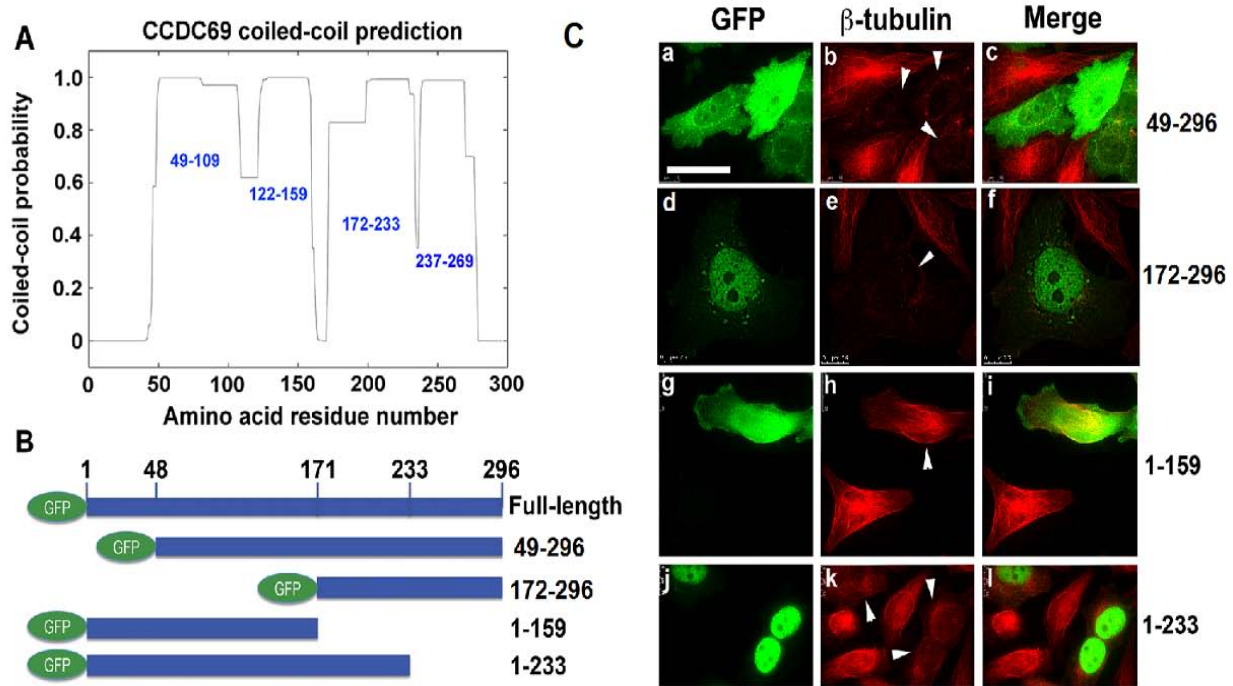 A
CCDC69 coiled-coil prediction
Coiled-coil probability
1.0
0.8
0.6
0.4
0.2
0
49-109
122-159
172-233
237-269
0 50 100 150 200 250 300
Amino acid residue number
B
1 48 171 233 296
GFP Full-length
GFP 49-296
GFP 172-296
GFP 1-159
GFP 1-233
C
GFP β-tubulin Merge
a b c 49-296
d e f 172-296
g h i 1-159
j k l 1-233